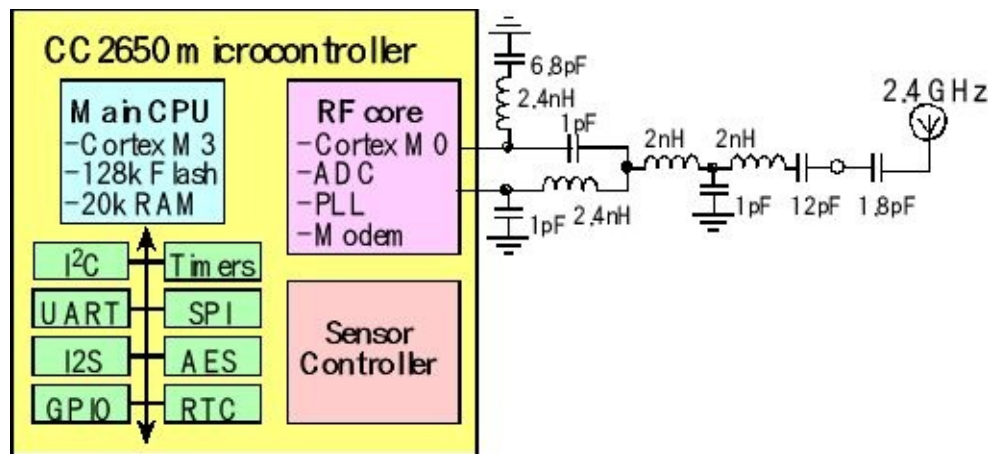 CC2650 microcontroller
Main CPU
-Cortex M3
-128k Flash
-20k RAM
RF core
-Cortex M0
-ADC
-PLL
-Modem
I²C
Timers
UART
SPI
I2S
AES
GPIO
RTC
Sensor
Controller
6.8pF
2.4nH
1pF
2.4nH
1pF
2nH
2nH
1pF
12pF
1.8pF
2.4GHz